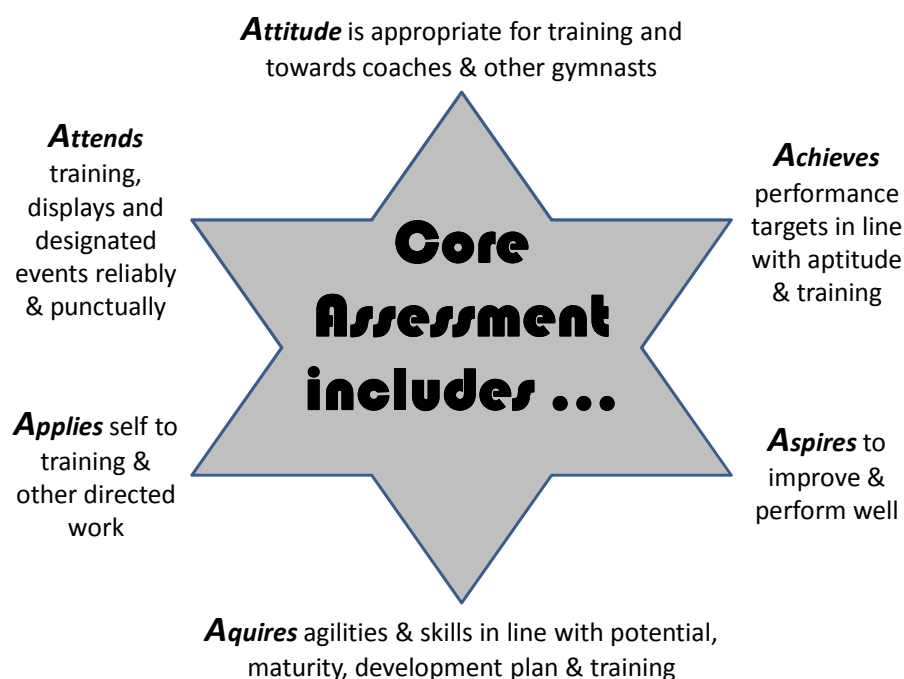 Attitude is appropriate for training and
towards coaches & other gymnasts
Attends
training,
displays and
designated
events reliably
& punctually
Achieves
performance
targets in line
with aptitude
& training
Core
Assessment
includes ...
Applies self to
training &
other directed
work
Aspires to
improve &
perform well
Aquires agilities & skills in line with potential,
maturity, development plan & training